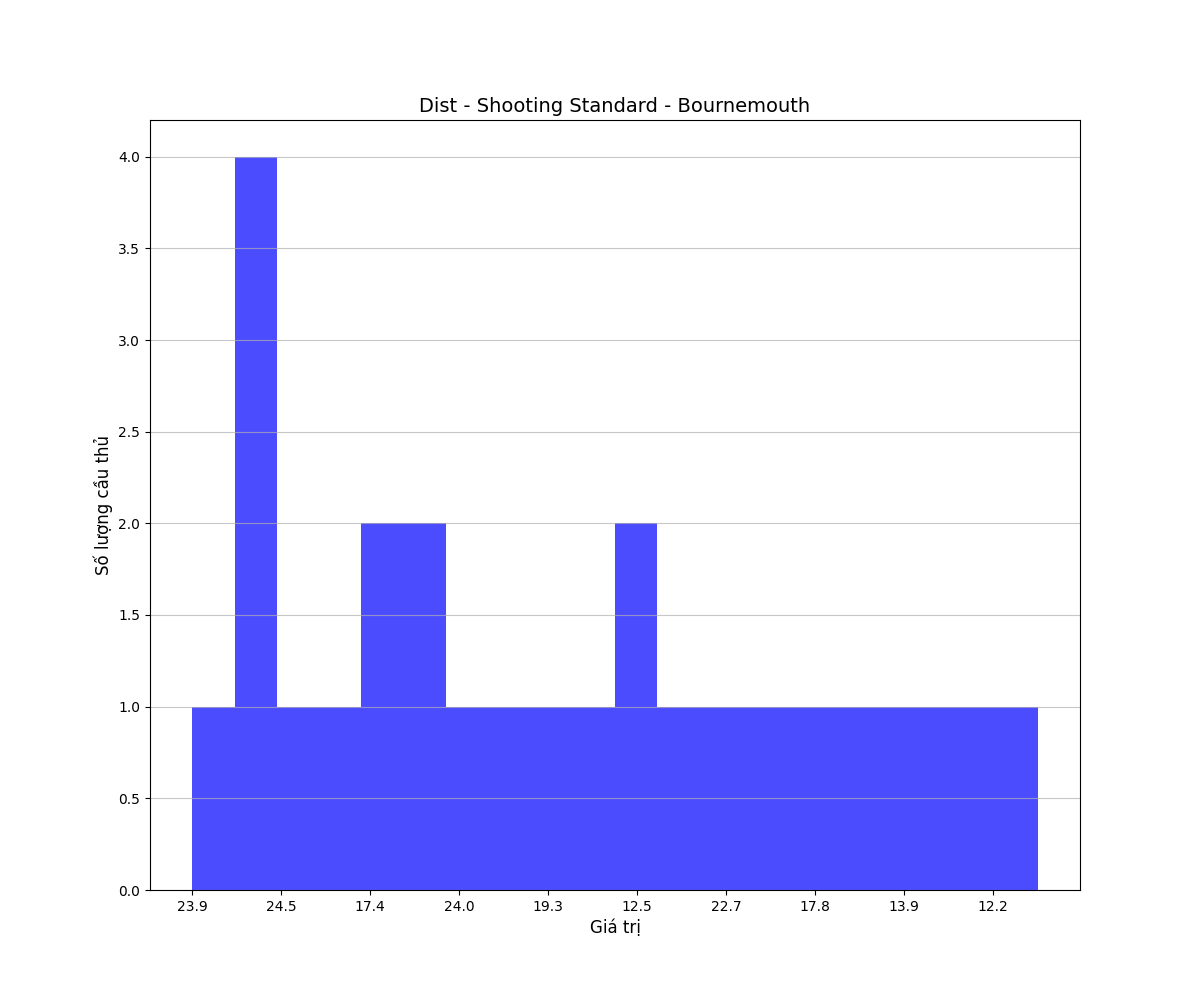 Dist - Shooting Standard - Bournemouth
4.0
3.5
3.0
2.5
2.0
1.5
1.0
0.5
0.0
Số lượng cầu thủ
23.9 24.5 17.4 24.0 19.3 12.5 22.7 17.8 13.9 12.2
Giá trị